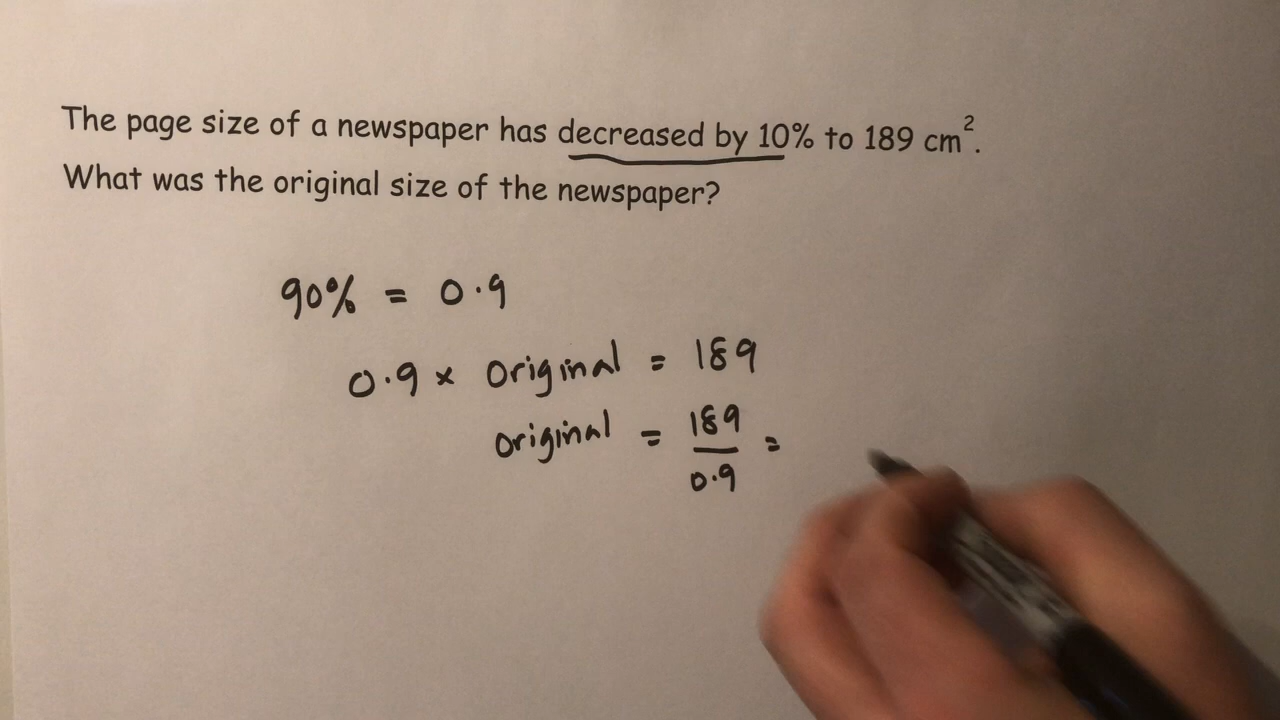 The page size of a newspaper has decreased by 10% to 189 cm².
What was the original size of the newspaper?
90% = 0.9
0.9 × original = 189
original = 189/0.9 =